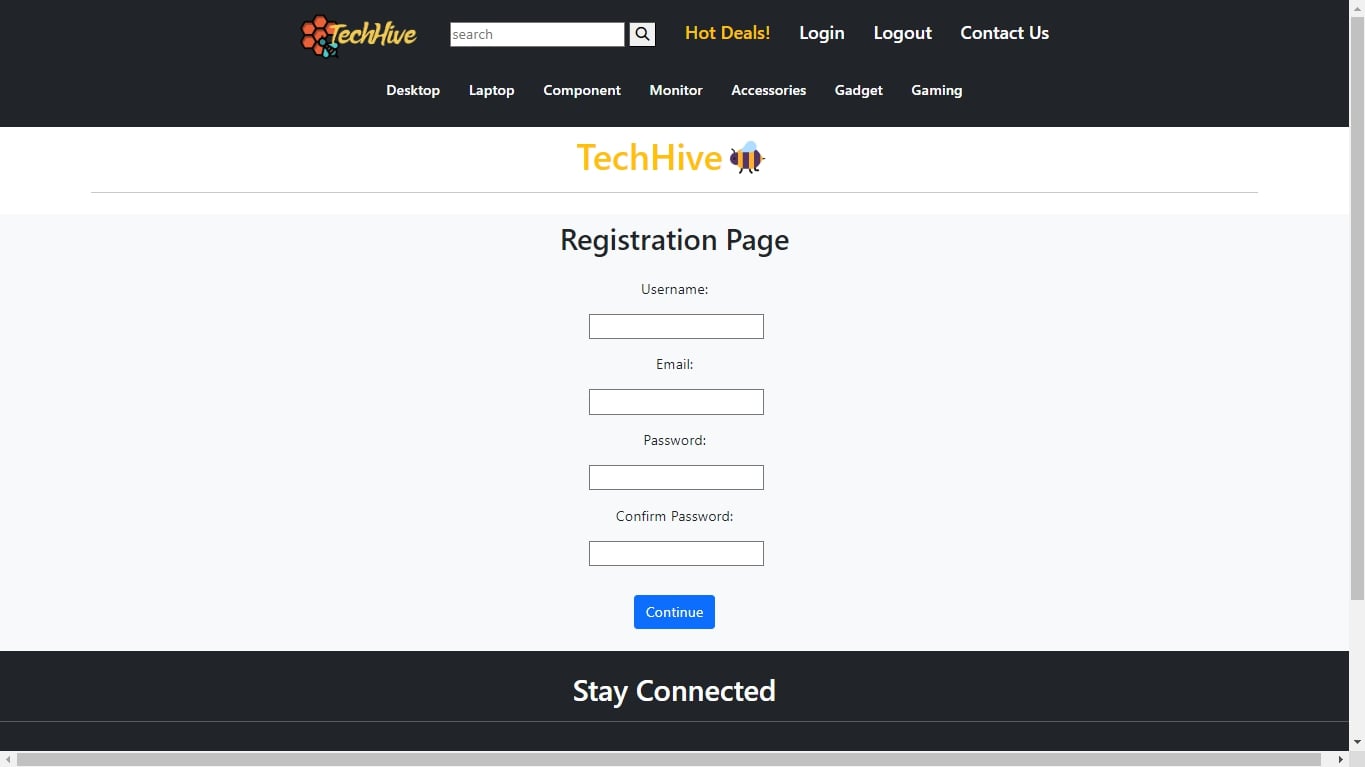 TechHive search Hot Deals! Login Logout Contact Us
Desktop Laptop Component Monitor Accessories Gadget Gaming
TechHive
Registration Page
Username:
Email:
Password:
Confirm Password:
Continue
Stay Connected